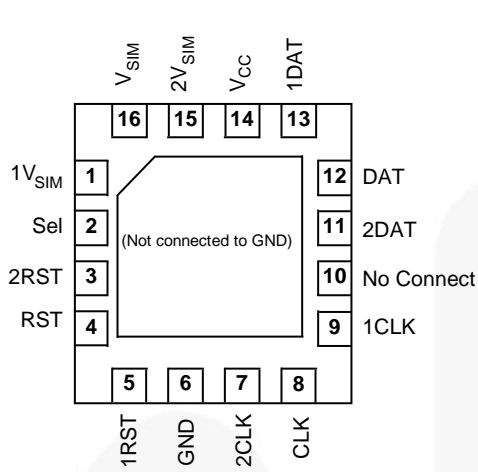 V_SIM
2V_SIM
V_CC
1DAT
16 15 14 13
1V_SIM 1
12 DAT
Sel 2
11 2DAT
(Not connected to GND)
2RST 3
10 No Connect
RST 4
9 1CLK
5 6 7 8
1RST
GND
2CLK
CLK